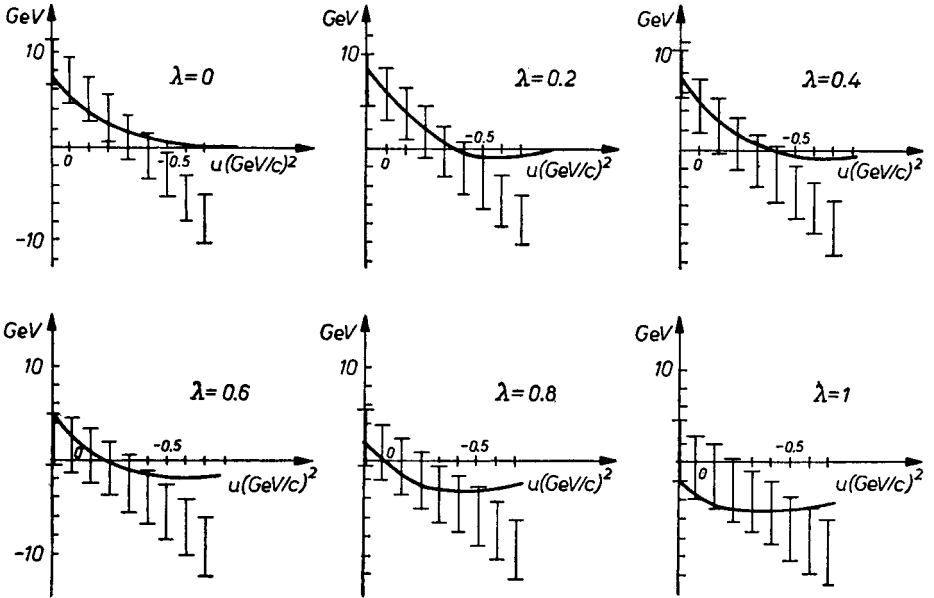 GeV
10
λ=0
0
-0.5
u(GeV/c)²
-10
GeV
10
λ=0.2
-0.5
0
u(GeV/c)²
GeV
10
λ=0.4
-0.5
0
u(GeV/c)²
GeV
10
λ=0.6
0
-0.5
u(GeV/c)²
-10
GeV
10
λ=0.8
0
-0.5
u(GeV/c)²
GeV
10
λ=1
-0.5
0
u(GeV/c)²